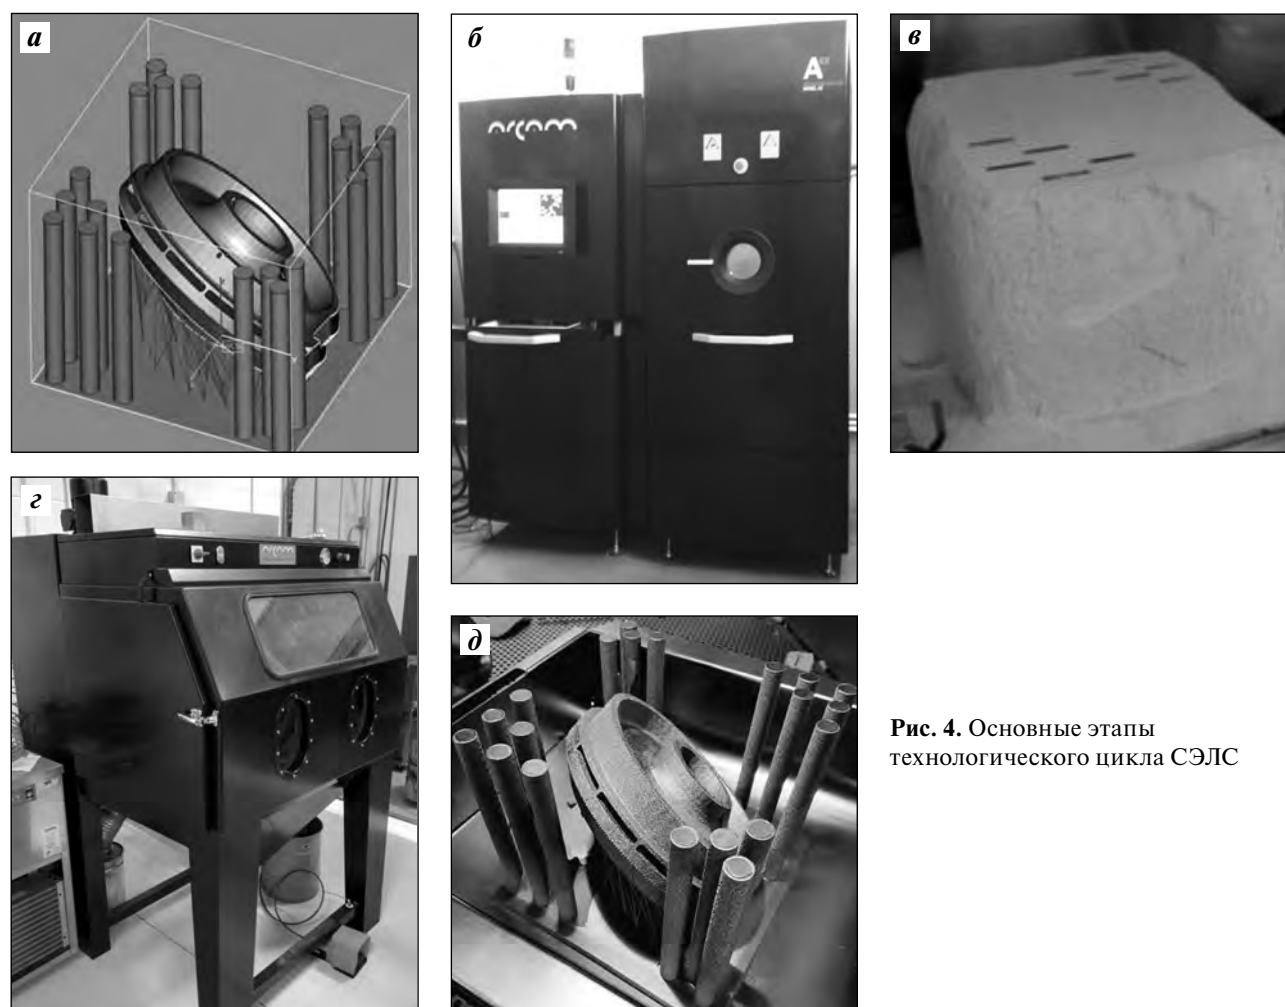 а
б
в
arcam
A
г
arcam
д
Рис. 4. Основные этапы
технологического цикла СЭЛС